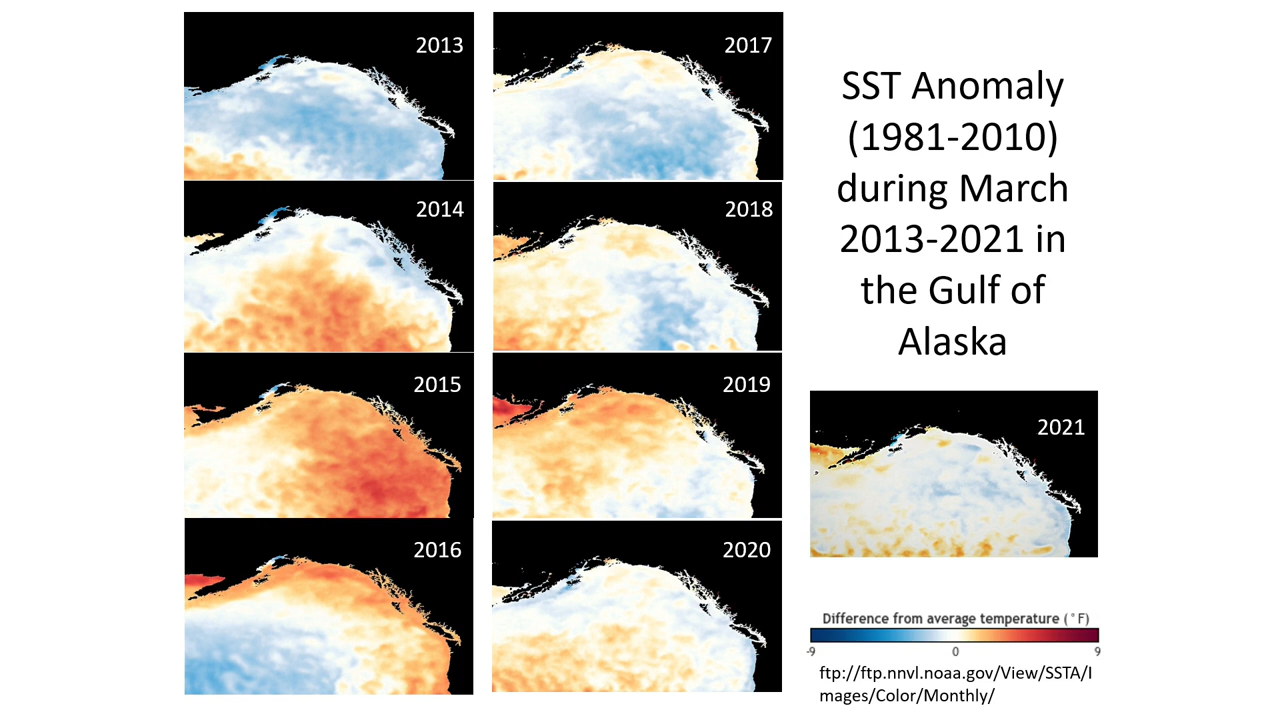 2013
2017
SST Anomaly
(1981-2010)
during March
2013-2021 in
the Gulf of
Alaska
2014
2018
2015
2019
2021
2016
2020
Difference from average temperature (°F)
-9 0 9
ftp://ftp.nnvl.noaa.gov/View/SSTA/I
mages/Color/Monthly/